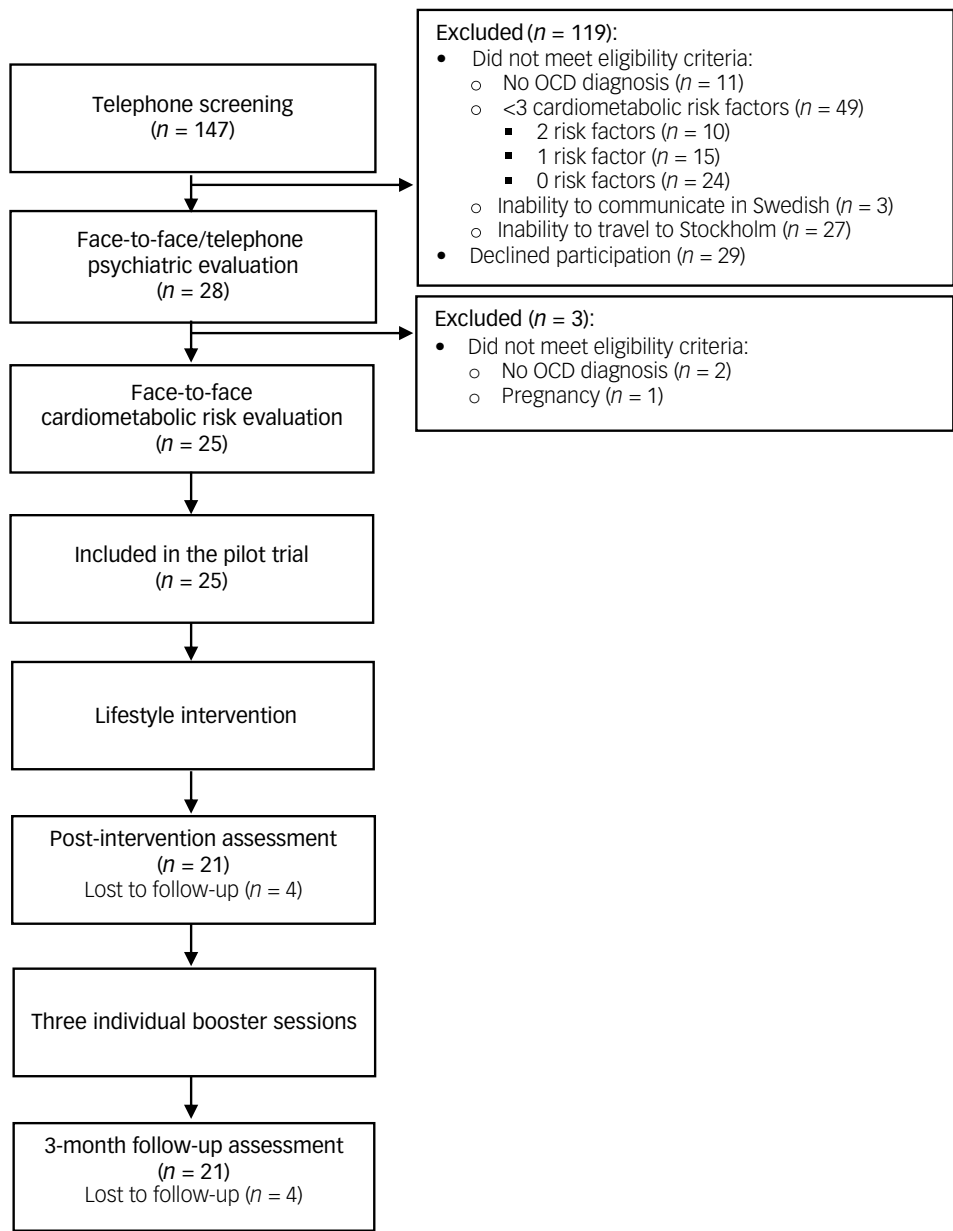 Telephone screening
(n = 147)
Excluded (n = 119):
• Did not meet eligibility criteria:
o No OCD diagnosis (n = 11)
o <3 cardiometabolic risk factors (n = 49)
▪ 2 risk factors (n = 10)
▪ 1 risk factor (n = 15)
▪ 0 risk factors (n = 24)
o Inability to communicate in Swedish (n = 3)
o Inability to travel to Stockholm (n = 27)
• Declined participation (n = 29)
Face-to-face/telephone
psychiatric evaluation
(n = 28)
Excluded (n = 3):
• Did not meet eligibility criteria:
o No OCD diagnosis (n = 2)
o Pregnancy (n = 1)
Face-to-face
cardiometabolic risk evaluation
(n = 25)
Included in the pilot trial
(n = 25)
Lifestyle intervention
Post-intervention assessment
(n = 21)
Lost to follow-up (n = 4)
Three individual booster sessions
3-month follow-up assessment
(n = 21)
Lost to follow-up (n = 4)